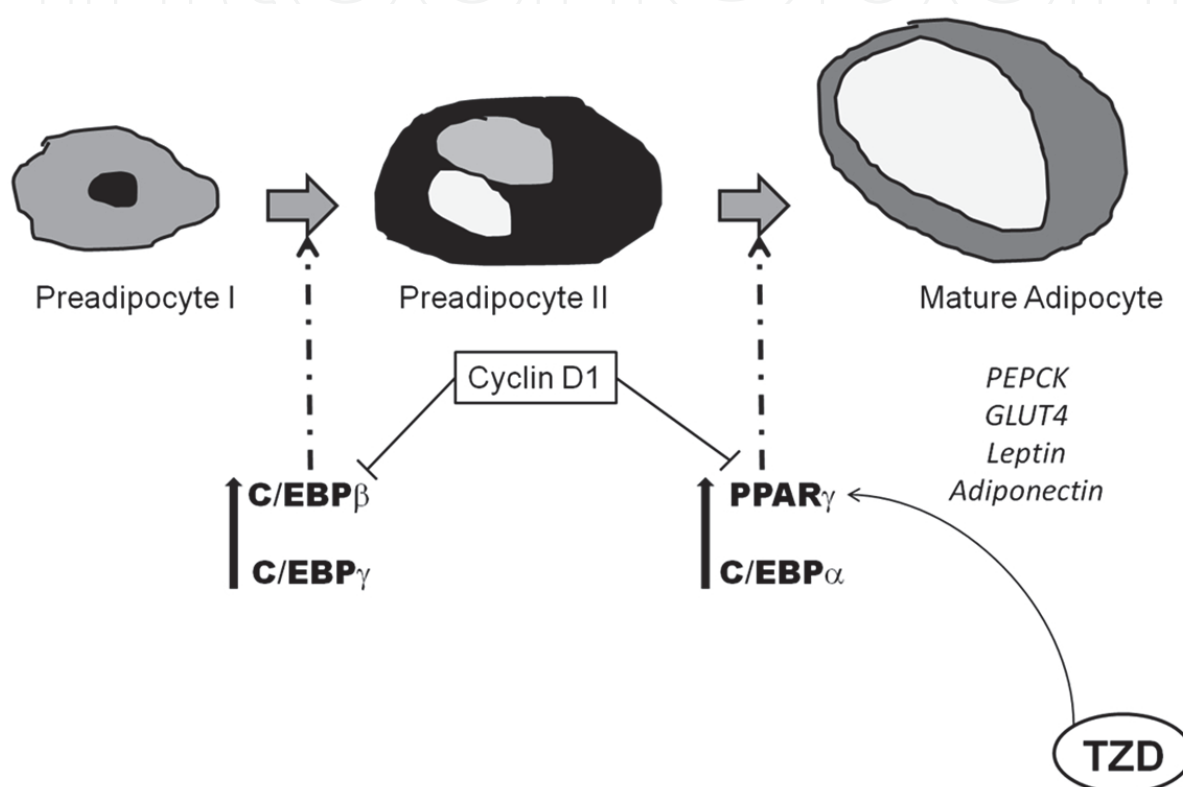 Preadipocyte I
Preadipocyte II
Mature Adipocyte
Cyclin D1
PEPCK
GLUT4
Leptin
Adiponectin
C/EBPβ
C/EBPγ
PPARγ
C/EBPα
TZD